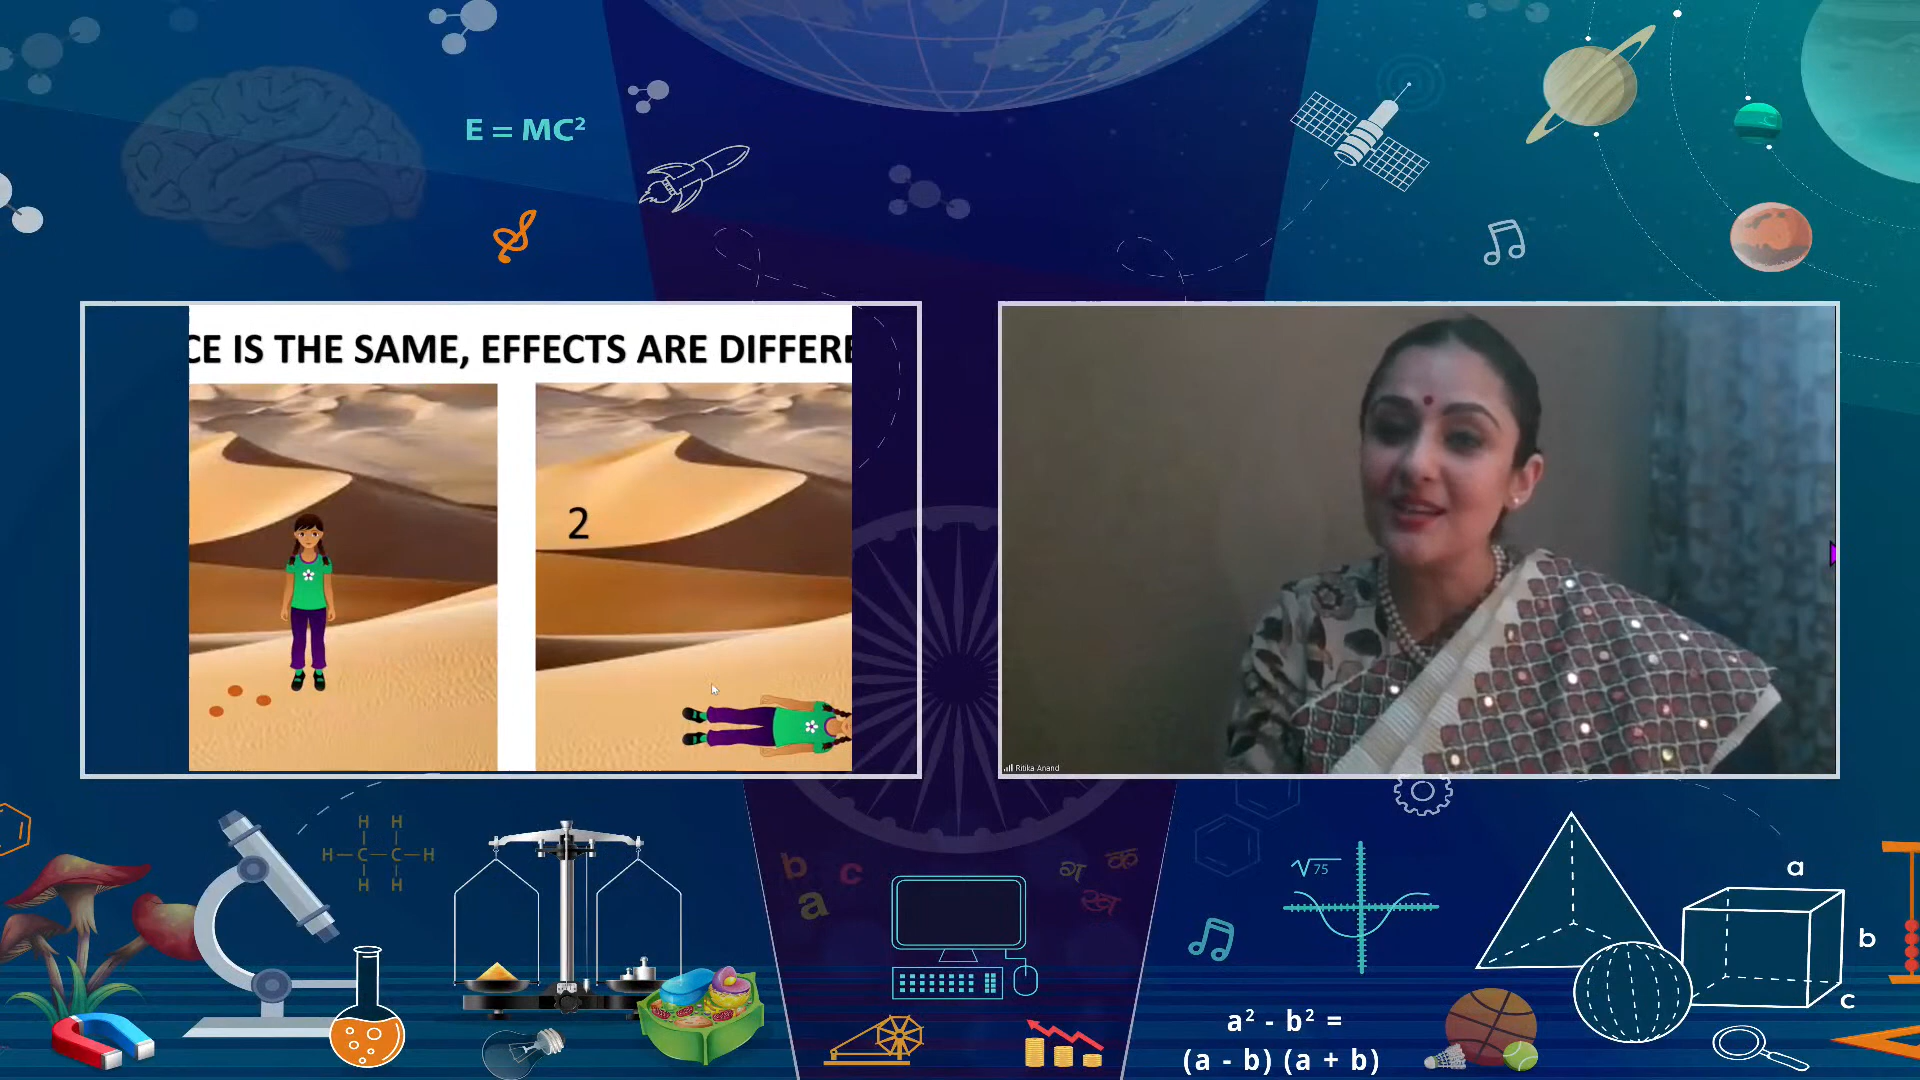 E = MC²
CE IS THE SAME, EFFECTS ARE DIFFERE
2
Ritika Anand
H H
H C C H
H H
b c
a
ग क
ख
√75
a
b
c
a² - b² =
(a - b) (a + b)